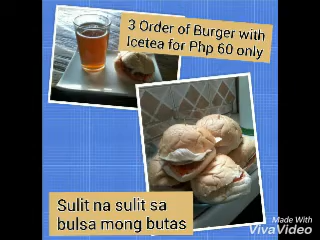 3 Order of Burger with
Icetea for Php 60 only
Sulit na sulit sa
bulsa mong butas
Made With
VivaVideo